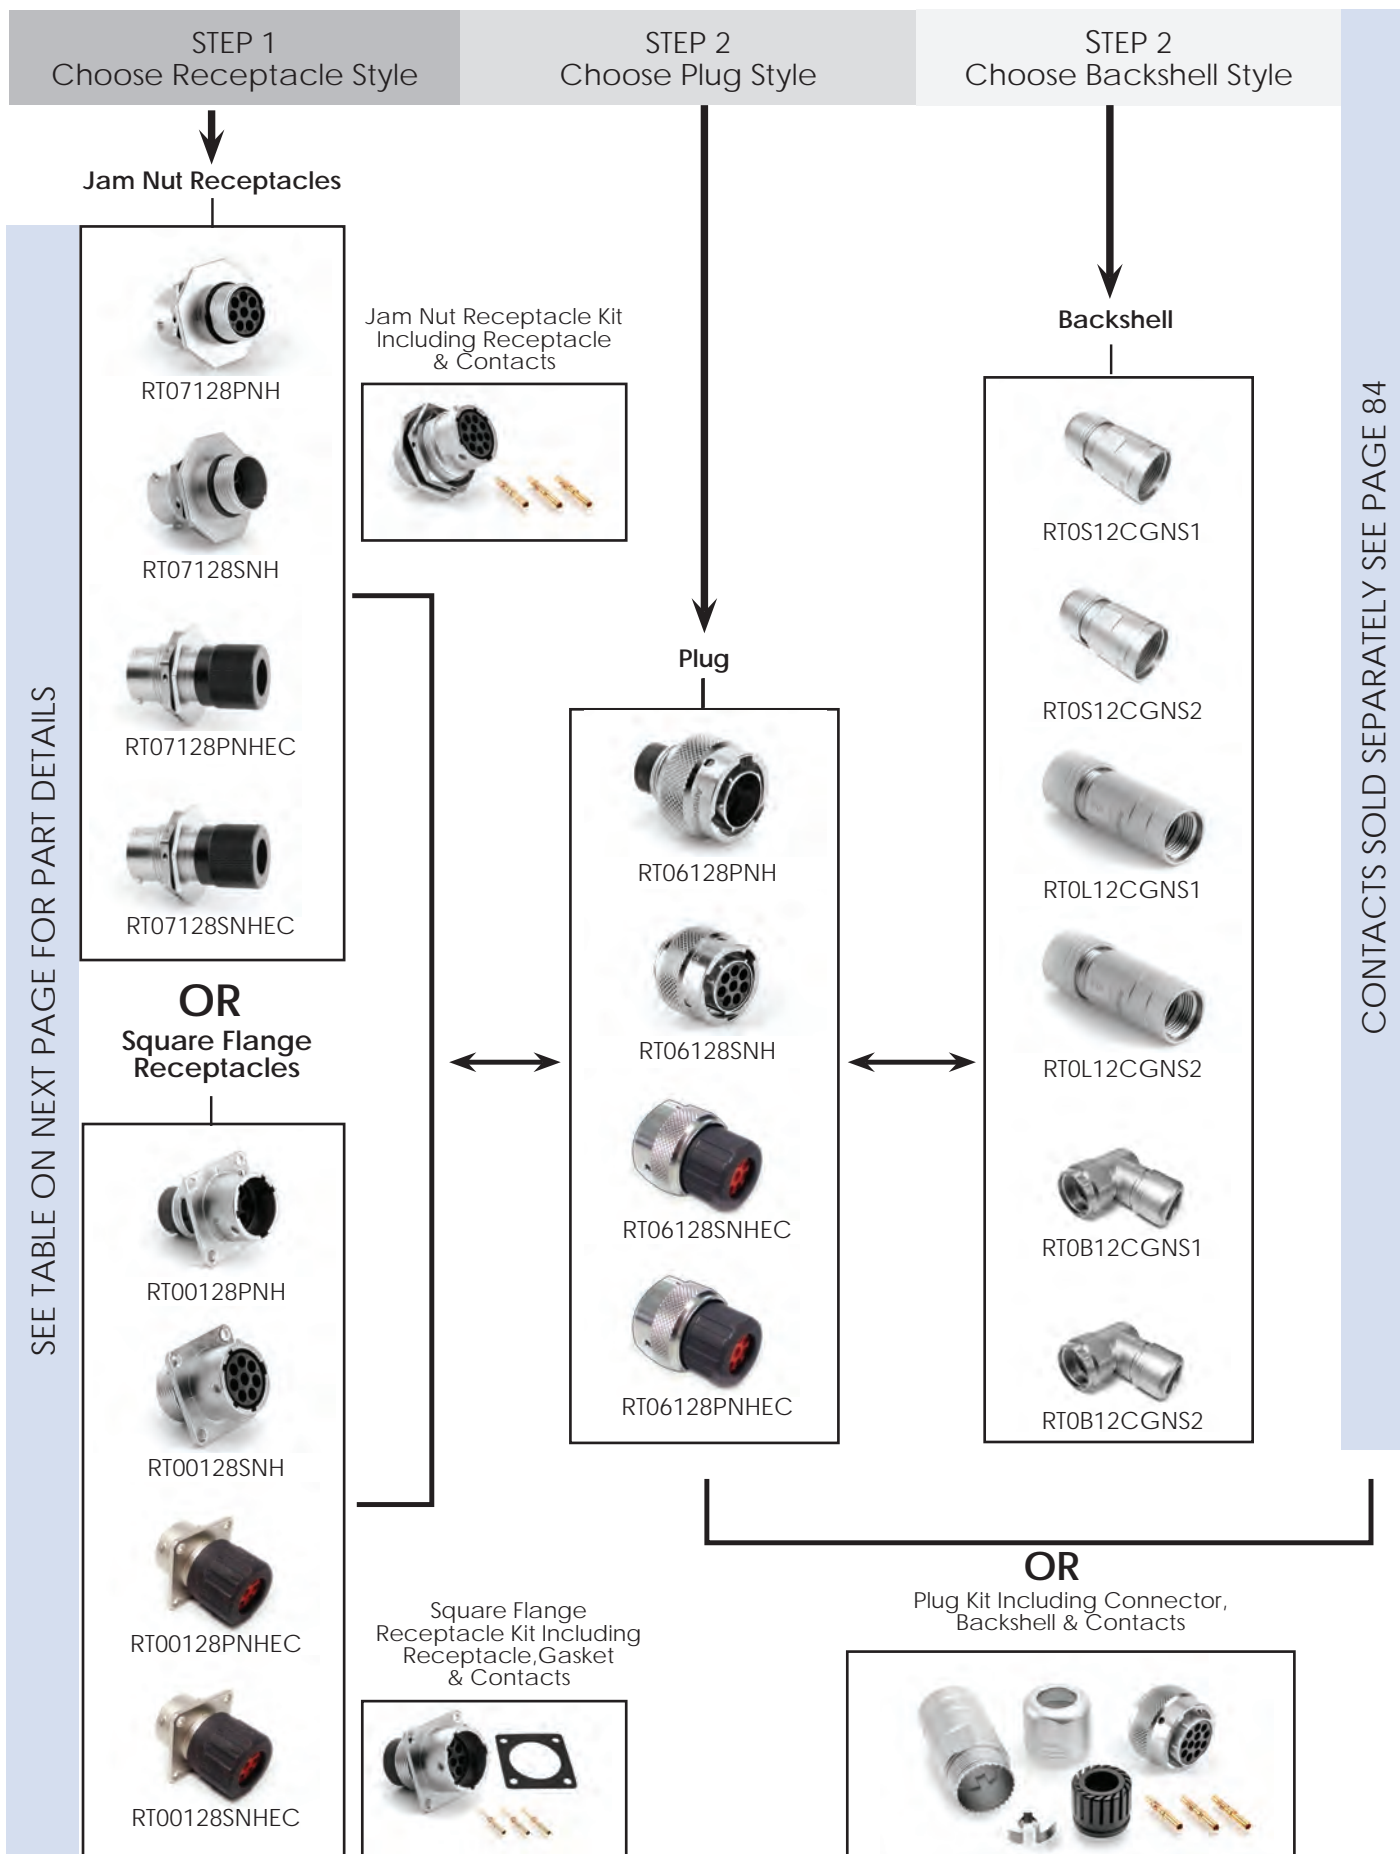 STEP 1
Choose Receptacle Style
STEP 2
Choose Plug Style
STEP 2
Choose Backshell Style
Jam Nut Receptacles
RT07128PNH
RT07128SNH
RT07128PNHEC
RT07128SNHEC
Jam Nut Receptacle Kit
Including Receptacle
& Contacts
OR
Square Flange
Receptacles
RT00128PNH
RT00128SNH
RT00128PNHEC
RT00128SNHEC
Square Flange
Receptacle Kit Including
Receptacle,Gasket
& Contacts
Plug
RT06128PNH
RT06128SNH
RT06128SNHEC
RT06128PNHEC
Backshell
RT0S12CGNS1
RT0S12CGNS2
RT0L12CGNS1
RT0L12CGNS2
RT0B12CGNS1
RT0B12CGNS2
OR
Plug Kit Including Connector,
Backshell & Contacts
SEE TABLE ON NEXT PAGE FOR PART DETAILS
CONTACTS SOLD SEPARATELY SEE PAGE 84